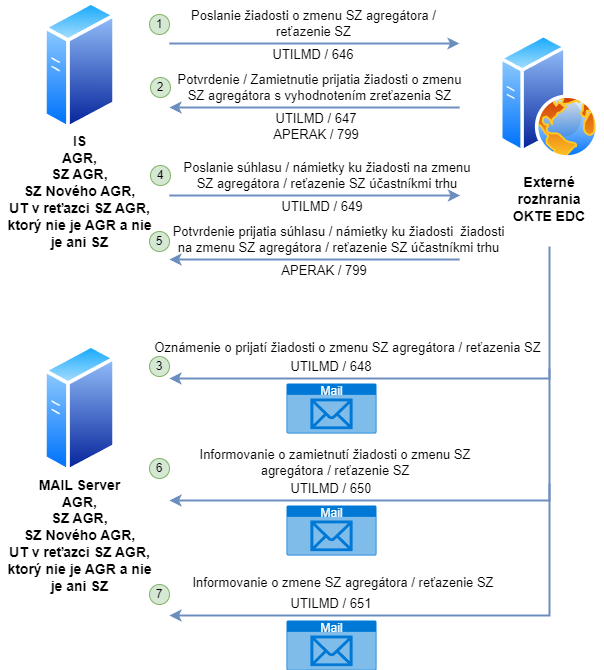 1
Poslanie žiadosti o zmenu SZ agregátora /
reťazenie SZ
UTILMD / 646
2
Potvrdenie / Zamietnutie prijatia žiadosti o zmenu
SZ agregátora s vyhodnotením zreťazenia SZ
UTILMD / 647
APERAK / 799
IS
AGR,
SZ AGR,
SZ Nového AGR,
UT v reťazci SZ AGR,
ktorý nie je AGR a nie
je ani SZ
4
Poslanie súhlasu / námietky ku žiadosti na zmenu
SZ agregátora / reťazenie SZ účastníkmi trhu
UTILMD / 649
Externé
rozhrania
OKTE EDC
5
Potvrdenie prijatia súhlasu / námietky ku žiadosti žiadosti
na zmenu SZ agregátora / reťazenie SZ účastníkmi trhu
APERAK / 799
3
Oznámenie o prijatí žiadosti o zmenu SZ agregátora / reťazenia SZ
UTILMD / 648
Mail
MAIL Server
AGR,
SZ AGR,
SZ Nového AGR,
UT v reťazci SZ AGR,
ktorý nie je AGR a nie
je ani SZ
6
Informovanie o zamietnutí žiadosti o zmenu SZ
agregátora / reťazenie SZ
UTILMD / 650
Mail
7
Informovanie o zmene SZ agregátora / reťazenie SZ
UTILMD / 651
Mail